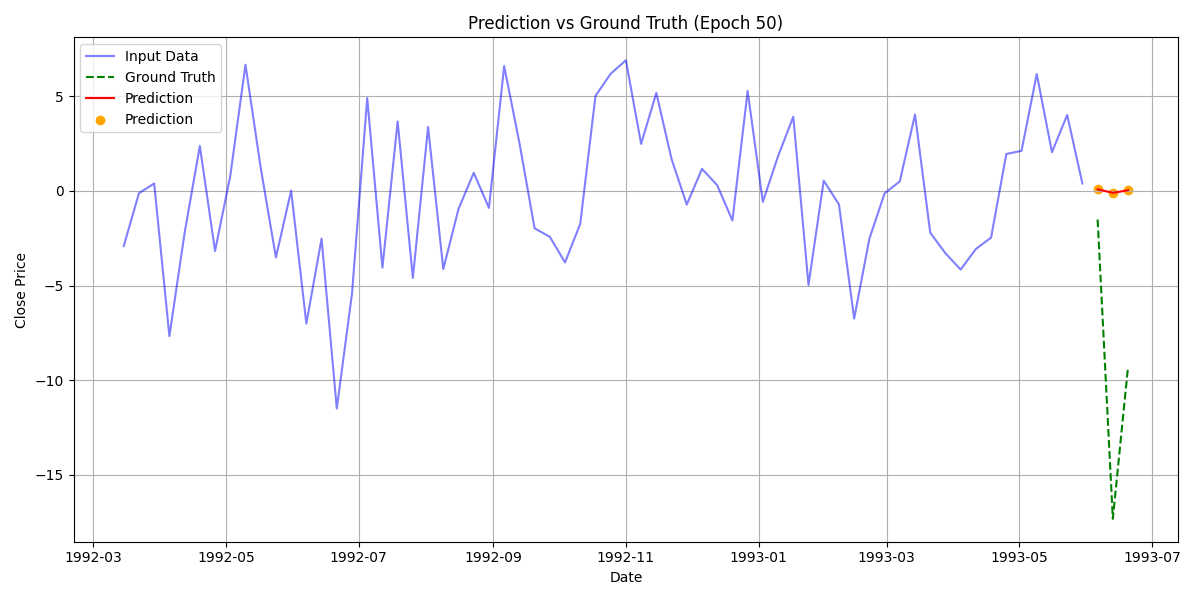 Prediction vs Ground Truth (Epoch 50)
Input Data
Ground Truth
Prediction
Prediction
Close Price
5
0
−5
−10
−15
1992-03
1992-05
1992-07
1992-09
1992-11
1993-01
1993-03
1993-05
1993-07
Date